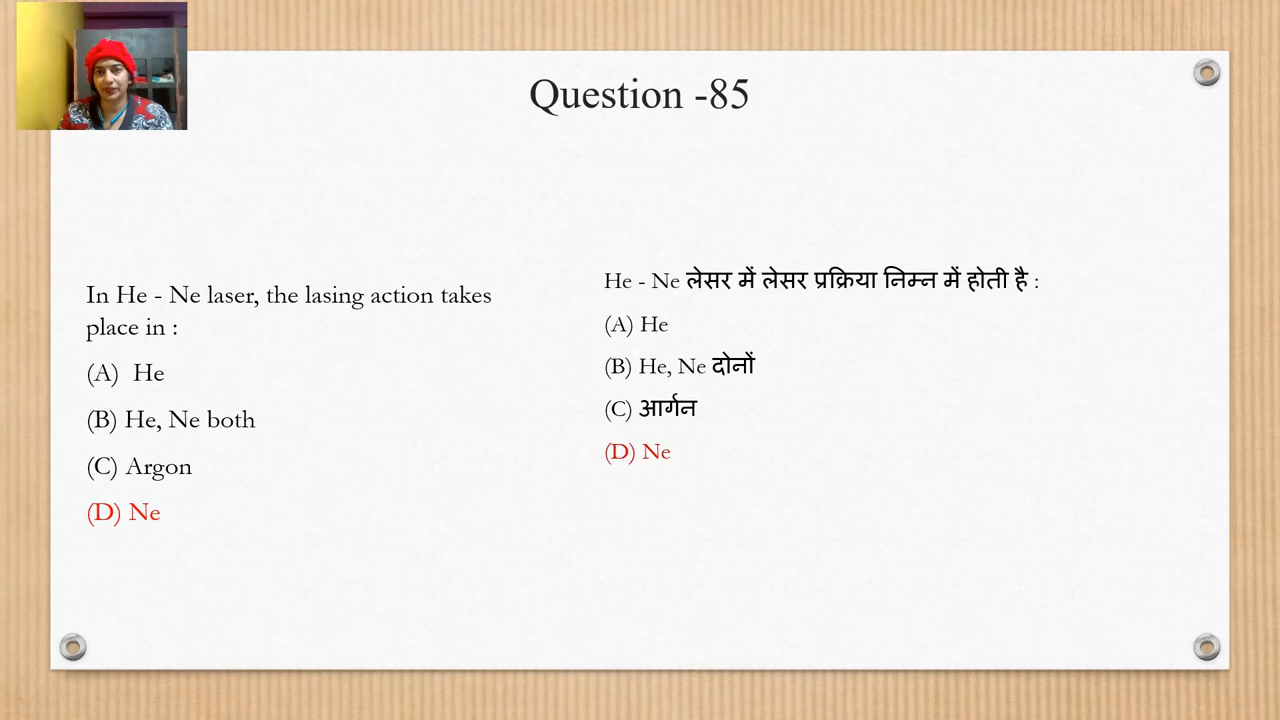 Question -85
In He - Ne laser, the lasing action takes
place in :
(A) He
(B) He, Ne both
(C) Argon
(D) Ne
He - Ne लेसर में लेसर प्रक्रिया निम्न में होती है :
(A) He
(B) He, Ne दोनों
(C) आर्गन
(D) Ne